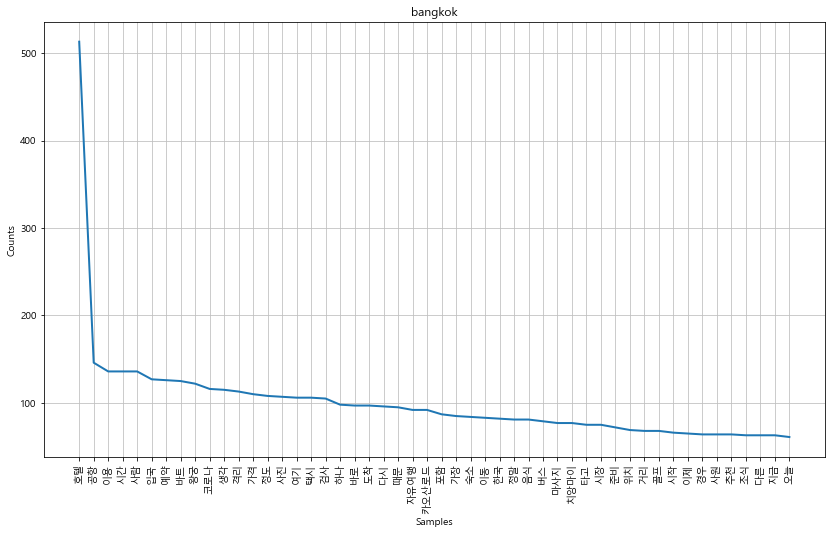 bangkok
500
400
300
200
100
Counts
호텔
공항
이용
시간
사람
입국
예약
바트
왕궁
코로나
생각
격리
가격
정도
사진
여기
택시
검사
하나
바로
도착
다시
때문
자유여행
카오산로드
포함
가장
숙소
이동
한국
정말
음식
버스
마사지
치앙마이
타고
시장
준비
위치
거리
골프
시작
이제
경우
사원
추천
조식
다른
지금
오늘
Samples